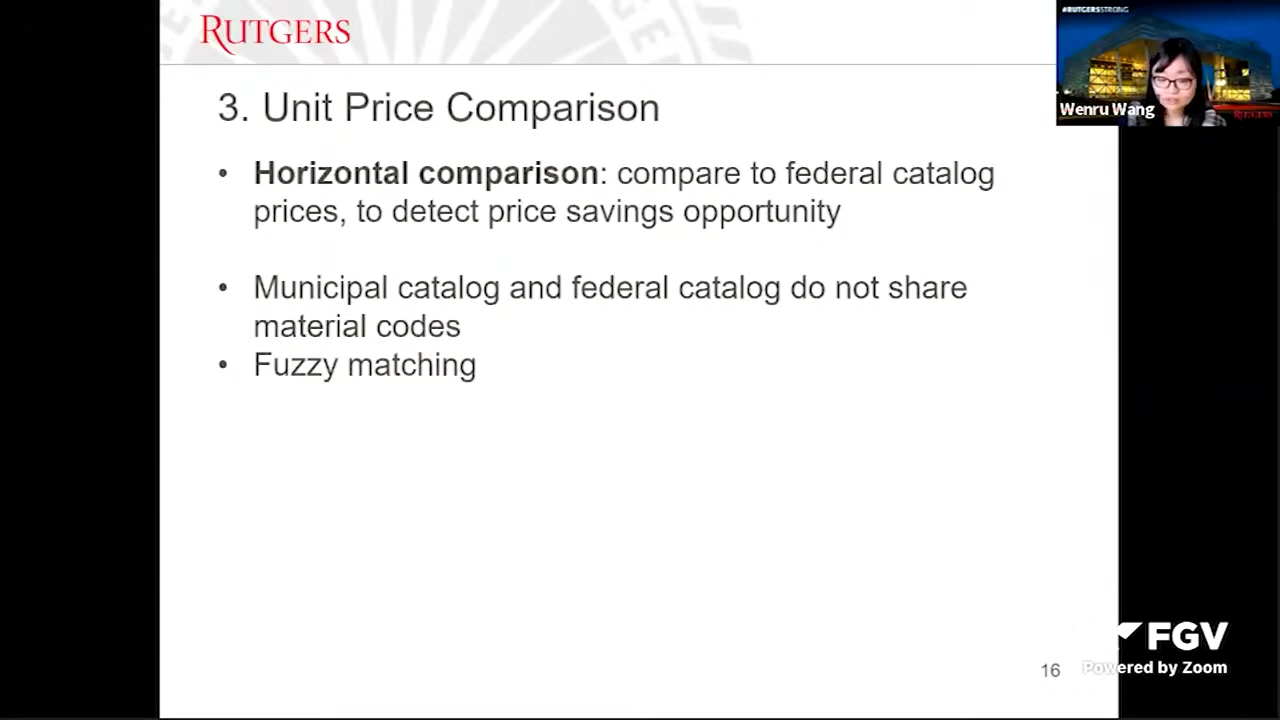 RUTGERS
#RUTGERSSTRONG
Wenru Wang
RUTGERS
3. Unit Price Comparison
• Horizontal comparison: compare to federal catalog
prices, to detect price savings opportunity
• Municipal catalog and federal catalog do not share
material codes
• Fuzzy matching
16
FGV
Powered by Zoom